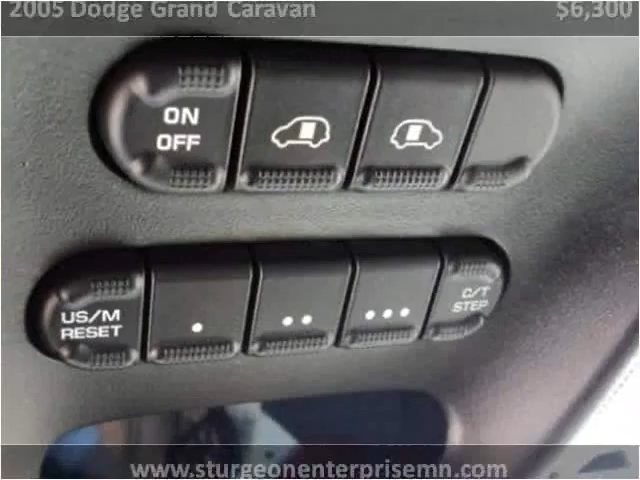 2005 Dodge Grand Caravan $6,300
ON
OFF
US/M
RESET
C/T
STEP
www.sturgeonenterprisemn.com